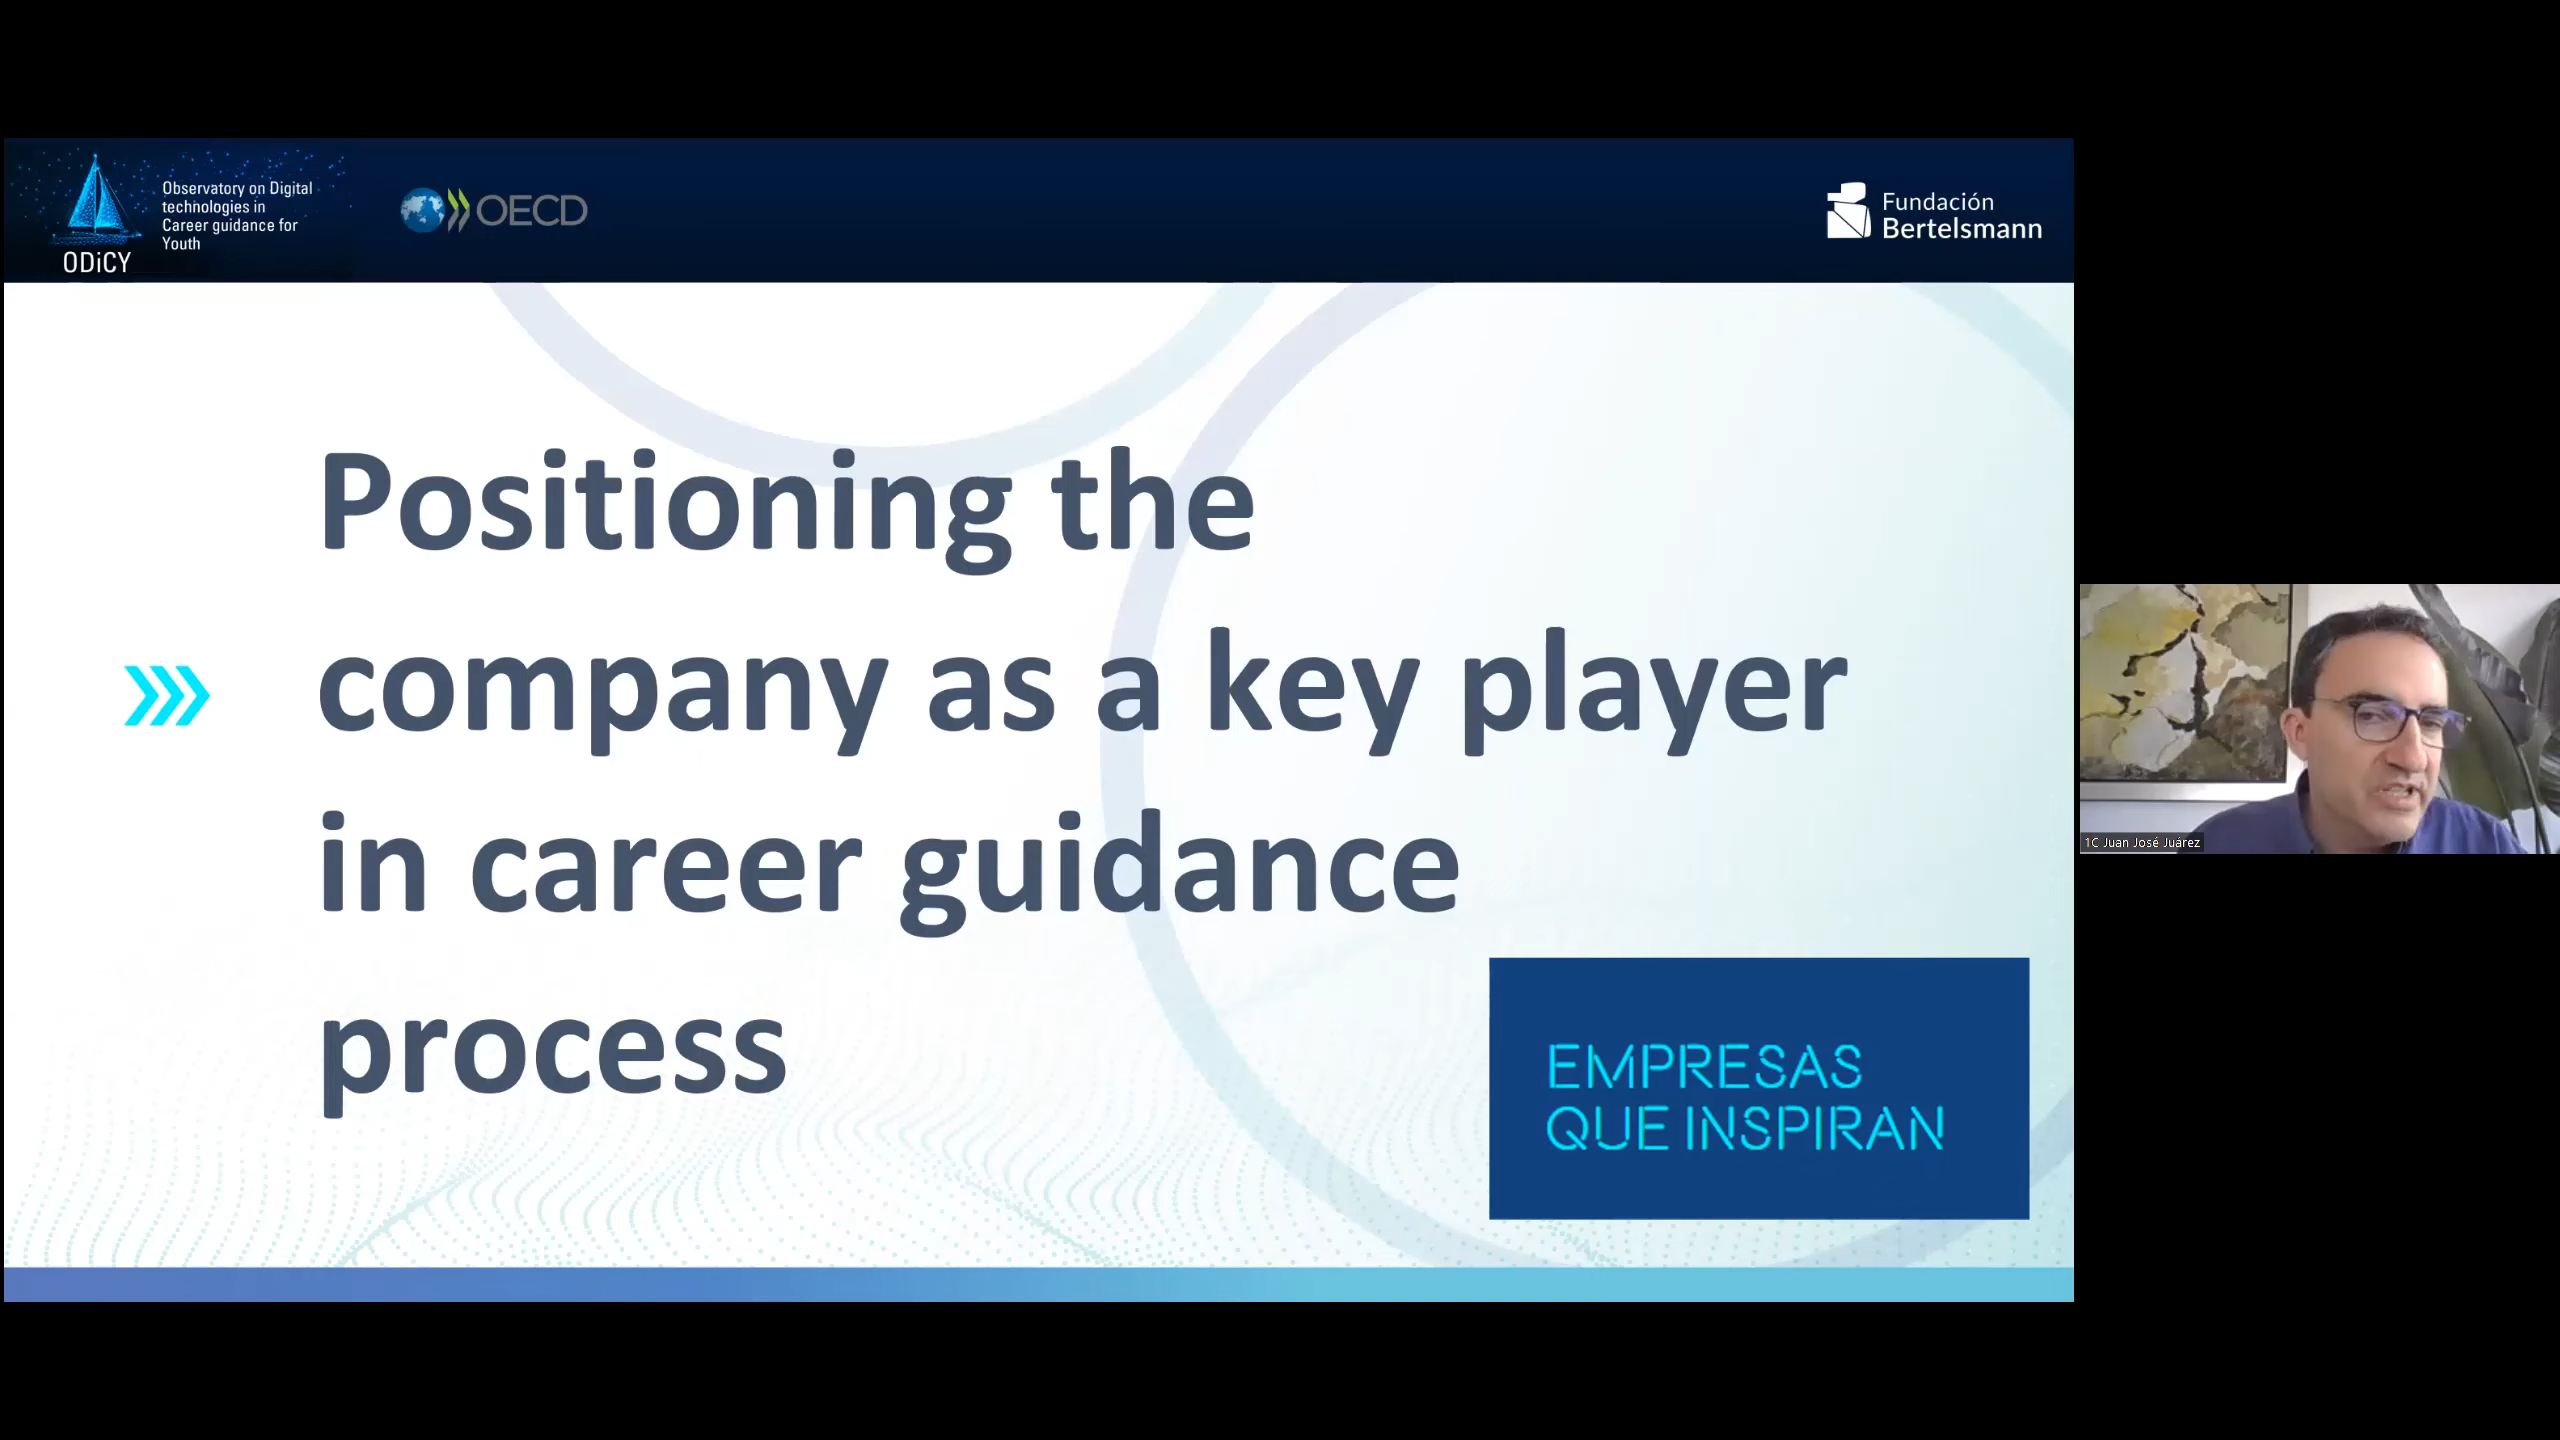 Observatory on Digital
technologies in
Career guidance for
Youth
ODiCY
OECD
Fundación
Bertelsmann
Positioning the
company as a key player
in career guidance
process
EMPRESAS
QUE INSPIRAN
1C Juan José Juárez